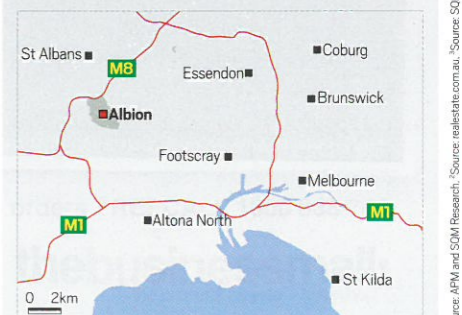 St Albans
Coburg
M8
Essendon
Brunswick
Albion
Footscray
Melbourne
M1
Altona North
M1
St Kilda
0 2km
urce: APM and SQM Research, ²Source: realestate.com.au, ³Source: SQ